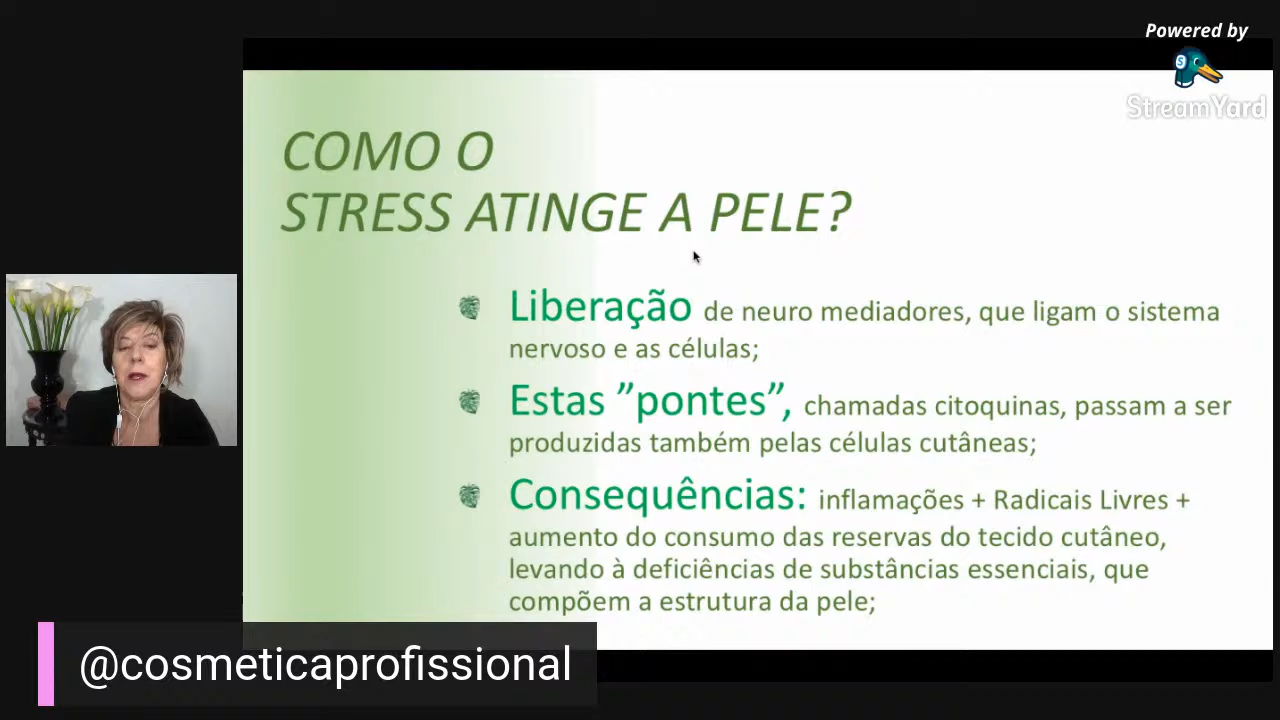 Powered by
StreamYard
COMO O
STRESS ATINGE A PELE?
Liberação de neuro mediadores, que ligam o sistema
nervoso e as células;
Estas ”pontes”, chamadas citoquinas, passam a ser
produzidas também pelas células cutâneas;
Consequências: inflamações + Radicais Livres +
aumento do consumo das reservas do tecido cutâneo,
levando à deficiências de substâncias essenciais, que
compõem a estrutura da pele;
@cosmeticaprofissional